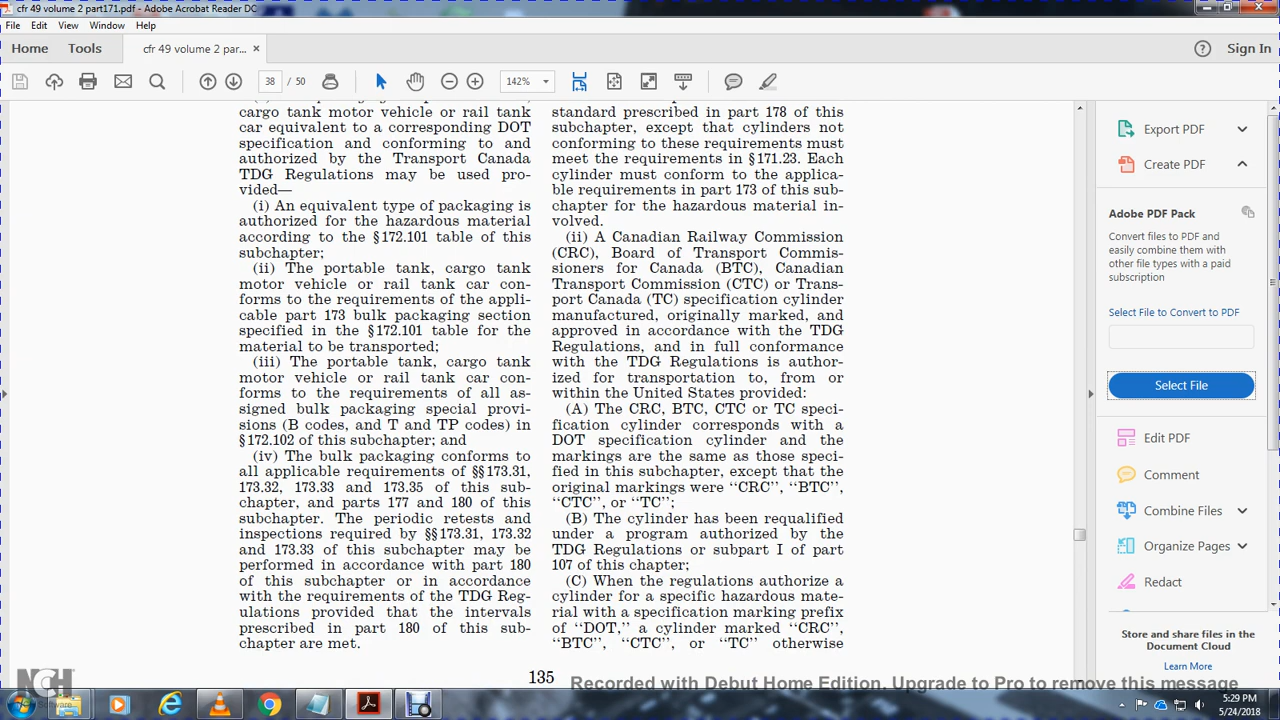 cfr 49 volume 2 part171.pdf - Adobe Acrobat Reader DC
File Edit View Window Help
Home Tools cfr 49 volume 2 par... × Sign In
38 / 50 142%
cargo tank motor vehicle or rail tank
car equivalent to a corresponding DOT
specification and conforming to and
authorized by the Transport Canada
TDG Regulations may be used pro-
vided—
(i) An equivalent type of packaging is
authorized for the hazardous material
according to the §172.101 table of this
subchapter;
(ii) The portable tank, cargo tank
motor vehicle or rail tank car con-
forms to the requirements of the appli-
cable part 173 bulk packaging section
specified in the §172.101 table for the
material to be transported;
(iii) The portable tank, cargo tank
motor vehicle or rail tank car con-
forms to the requirements of all as-
signed bulk packaging special provi-
sions (B codes, and T and TP codes) in
§172.102 of this subchapter; and
(iv) The bulk packaging conforms to
all applicable requirements of §§173.31,
173.32, 173.33 and 173.35 of this sub-
chapter, and parts 177 and 180 of this
subchapter. The periodic retests and
inspections required by §§173.31, 173.32
and 173.33 of this subchapter may be
performed in accordance with part 180
of this subchapter or in accordance
with the requirements of the TDG Reg-
ulations provided that the intervals
prescribed in part 180 of this sub-
chapter are met.
standard prescribed in part 178 of this
subchapter, except that cylinders not
conforming to these requirements must
meet the requirements in §171.23. Each
cylinder must conform to the applica-
ble requirements in part 173 of this sub-
chapter for the hazardous material in-
volved.
(ii) A Canadian Railway Commission
(CRC), Board of Transport Commis-
sioners for Canada (BTC), Canadian
Transport Commission (CTC) or Trans-
port Canada (TC) specification cylinder
manufactured, originally marked, and
approved in accordance with the TDG
Regulations, and in full conformance
with the TDG Regulations is author-
ized for transportation to, from or
within the United States provided:
(A) The CRC, BTC, CTC or TC speci-
fication cylinder corresponds with a
DOT specification cylinder and the
markings are the same as those speci-
fied in this subchapter, except that the
original markings were ‘‘CRC’’, ‘‘BTC’’,
‘‘CTC’’, or ‘‘TC’’;
(B) The cylinder has been requalified
under a program authorized by the
TDG Regulations or subpart I of part
107 of this chapter;
(C) When the regulations authorize a
cylinder for a specific hazardous mate-
rial with a specification marking prefix
of ‘‘DOT,’’ a cylinder marked ‘‘CRC’’,
‘‘BTC’’, ‘‘CTC’’, or ‘‘TC’’ otherwise
135
Export PDF
Create PDF
Adobe PDF Pack
Convert files to PDF and
easily combine them with
other file types with a paid
subscription
Select File to Convert to PDF
Select File
Edit PDF
Comment
Combine Files
Organize Pages
Redact
Store and share files in the
Document Cloud
Learn More
NCH
Software
Recorded with Debut Home Edition. Upgrade to Pro to remove this message
5:29 PM
5/24/2018